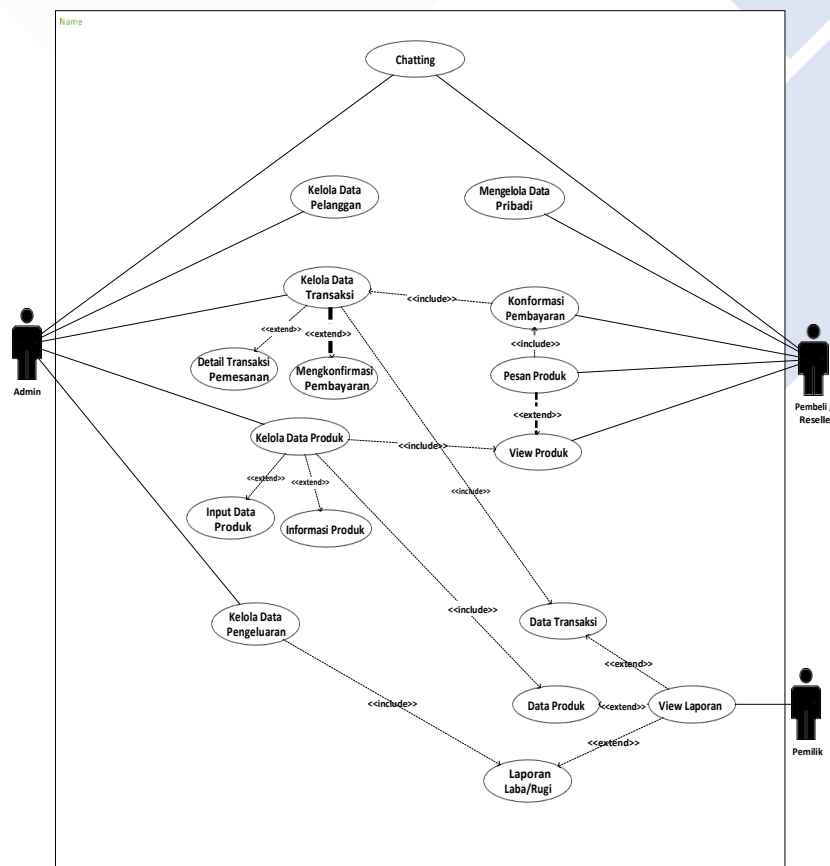 Name
Chatting
Kelola Data
Pelanggan
Mengelola Data
Pribadi
Kelola Data
Transaksi
<<include>>
Konformasi
Pembayaran
<<extend>>
<<extend>>
<<include>>
Detail Transaksi
Pemesanan
Mengkonfirmasi
Pembayaran
Pesan Produk
Admin
Pembeli /
Reselle
<<extend>>
Kelola Data Produk
<<include>>
View Produk
<<extend>>
<<extend>>
<<include>>
Input Data
Produk
Informasi Produk
<<include>>
Kelola Data
Pengeluaran
Data Transaksi
<<extend>>
<<include>>
Data Produk
<<extend>>
View Laporan
<<extend>>
Pemilik
Laporan
Laba/Rugi